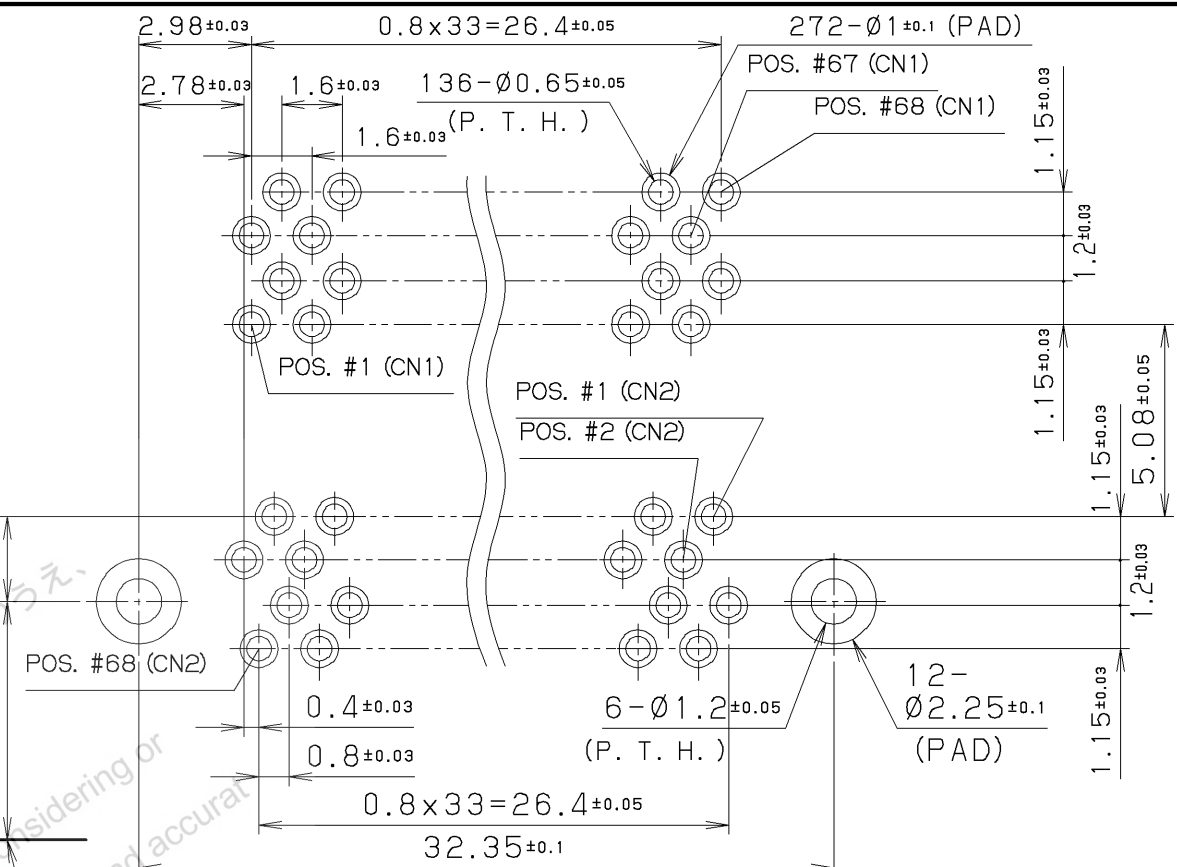 2.98±0.03
0.8x33=26.4±0.05
272-Ø1±0.1 (PAD)
POS. #67 (CN1)
2.78±0.03
1.6±0.03
136-Ø0.65±0.05
(P. T. H. )
POS. #68 (CN1)
1.15±0.03
1.6±0.03
1.2±0.03
POS. #1 (CN1)
1.15±0.03
POS. #1 (CN2)
POS. #2 (CN2)
1.15±0.03
5.08±0.05
うえ、
1.2±0.03
POS. #68 (CN2)
0.4±0.03
6-Ø1.2±0.05
(P. T. H. )
12-
Ø2.25±0.1
(PAD)
1.15±0.03
0.8±0.03
0.8x33=26.4±0.05
32.35±0.1
or